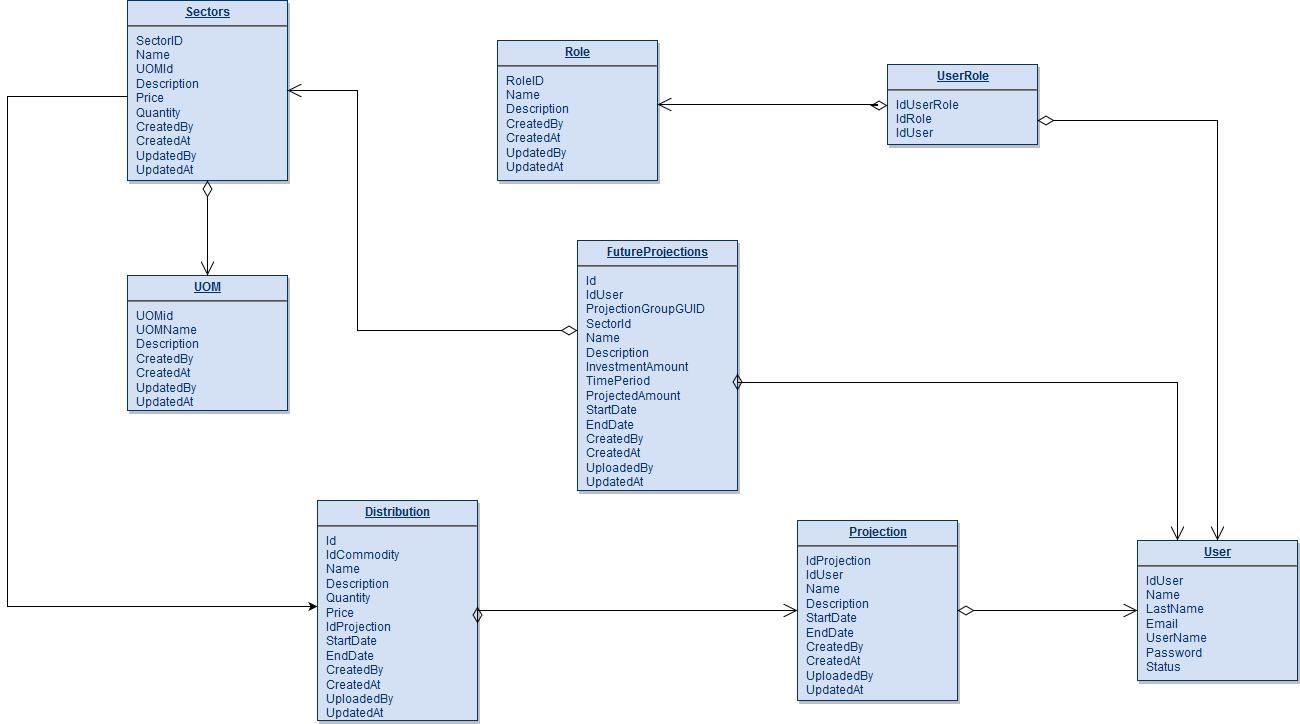 Sectors
SectorID
Name
UOMId
Description
Price
Quantity
CreatedBy
CreatedAt
UpdatedBy
UpdatedAt
Role
RoleID
Name
Description
CreatedBy
CreatedAt
UpdatedBy
UpdatedAt
UserRole
IdUserRole
IdRole
IdUser
UOM
UOMid
UOMName
Description
CreatedBy
CreatedAt
UpdatedBy
UpdatedAt
FutureProjections
Id
IdUser
ProjectionGroupGUID
SectorId
Name
Description
InvestmentAmount
TimePeriod
ProjectedAmount
StartDate
EndDate
CreatedBy
CreatedAt
UploadedBy
UpdatedAt
Distribution
Id
IdCommodity
Name
Description
Quantity
Price
IdProjection
StartDate
EndDate
CreatedBy
CreatedAt
UploadedBy
UpdatedAt
Projection
IdProjection
IdUser
Name
Description
StartDate
EndDate
CreatedBy
CreatedAt
UploadedBy
UpdatedAt
User
IdUser
Name
LastName
Email
UserName
Password
Status